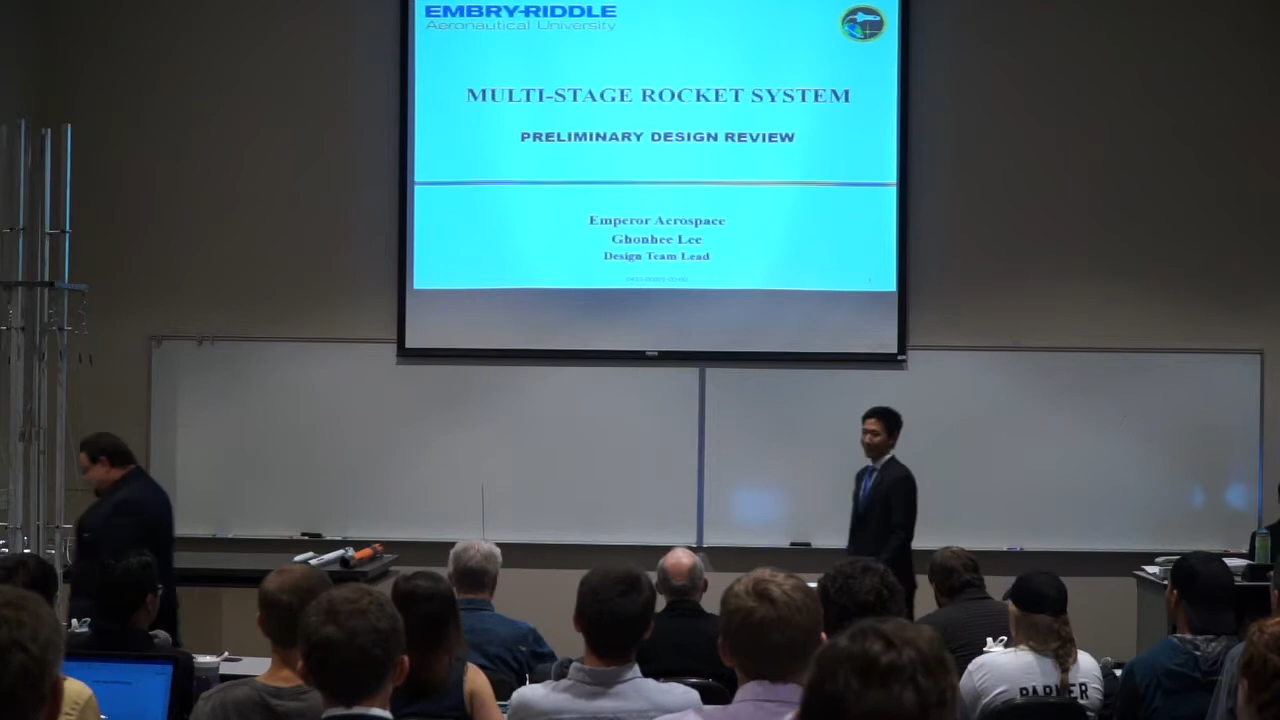 EMBRY-RIDDLE
Aeronautical University
MULTI-STAGE ROCKET SYSTEM
PRELIMINARY DESIGN REVIEW
Emperor Aerospace
Ghonhee Lee
Design Team Lead
1
PARKER